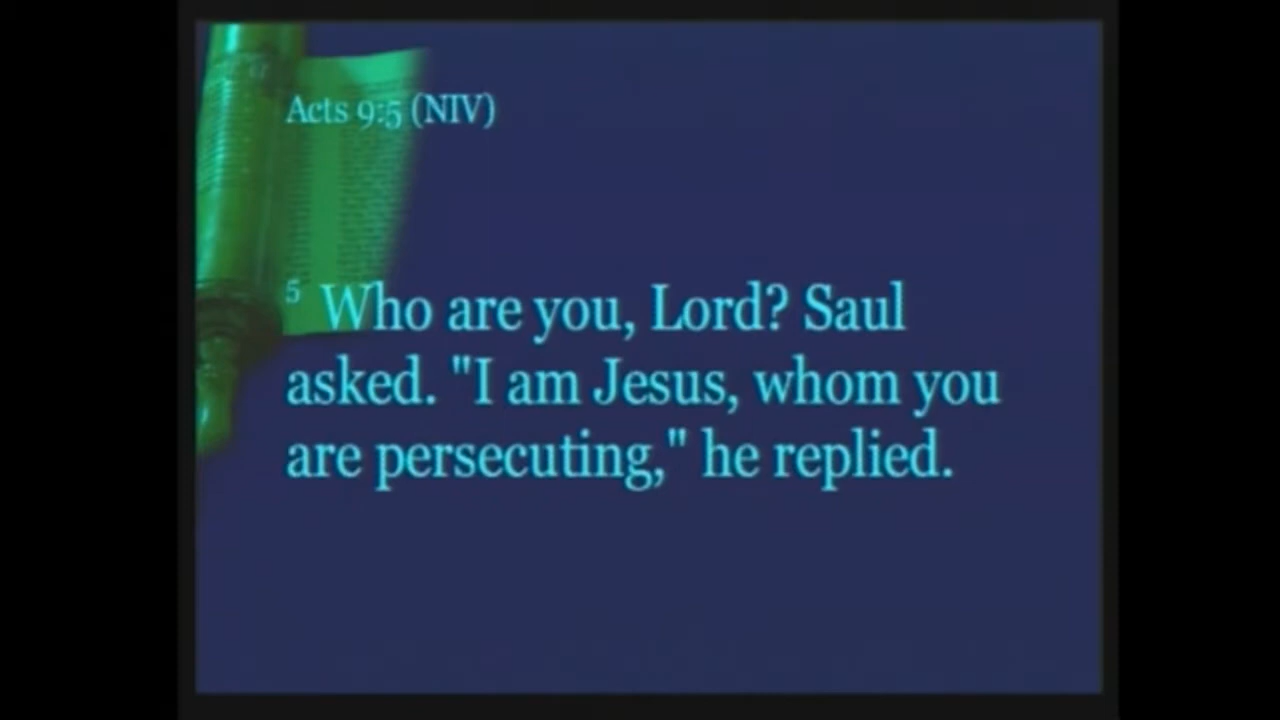 Acts 9:5 (NIV)
5 Who are you, Lord? Saul
asked. "I am Jesus, whom you
are persecuting," he replied.